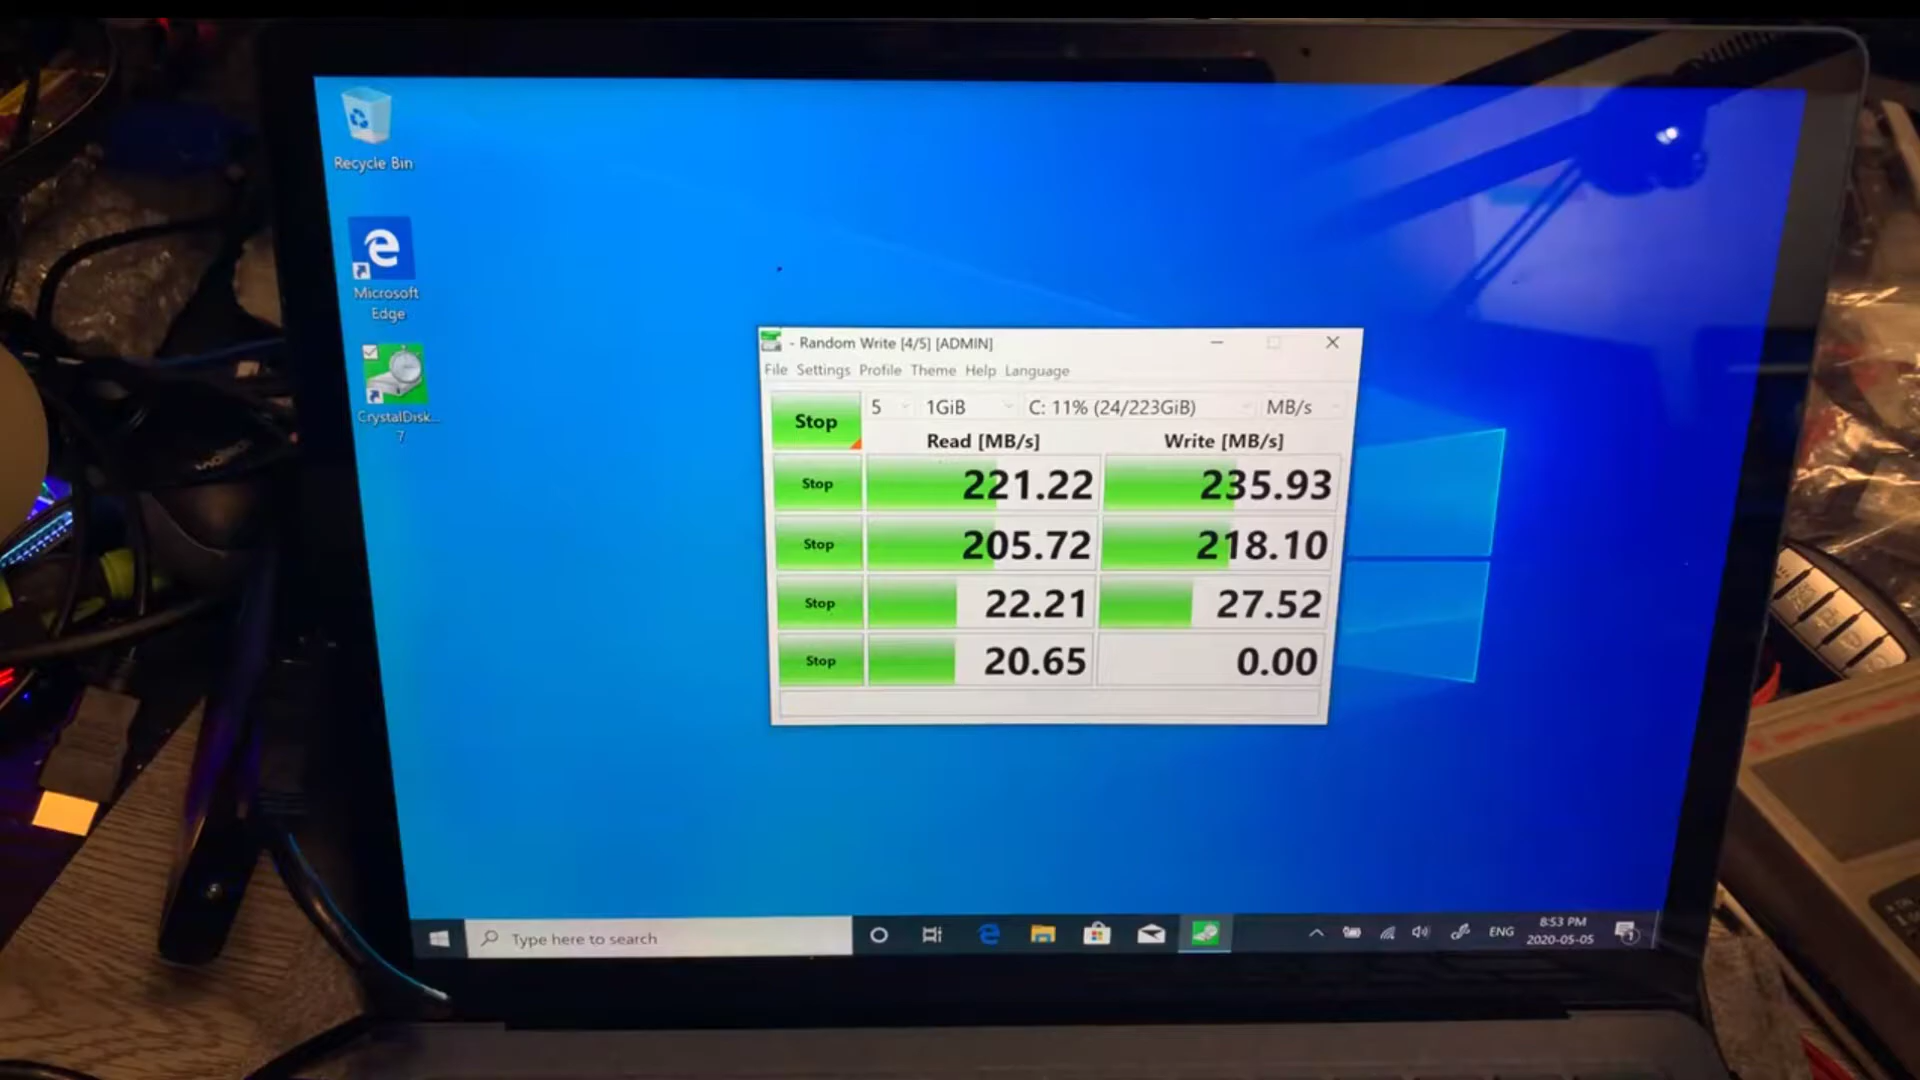 Recycle Bin
Microsoft
Edge
CrystalDisk...
7
- Random Write [4/5] [ADMIN]
File Settings Profile Theme Help Language
Stop 5 1GiB C: 11% (24/223GiB) MB/s
Read [MB/s] Write [MB/s]
Stop 221.22 235.93
Stop 205.72 218.10
Stop 22.21 27.52
Stop 20.65 0.00
Type here to search
ENG
8:53 PM
2020-05-05
1